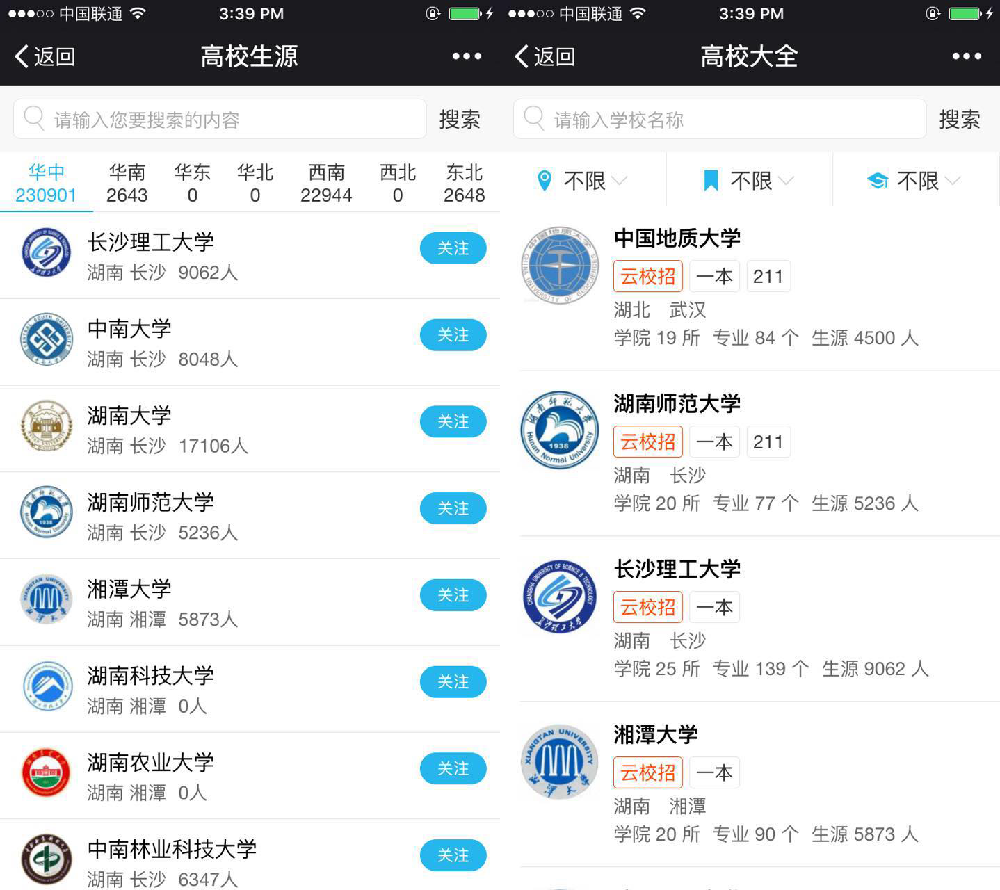 中国联通
3:39 PM
返回
高校生源
请输入您要搜索的内容
搜索
华中 华南 华东 华北 西南 西北 东北
230901 2643 0 0 22944 0 2648
长沙理工大学
湖南 长沙 9062人
关注
中南大学
湖南 长沙 8048人
关注
湖南大学
湖南 长沙 17106人
关注
湖南师范大学
湖南 长沙 5236人
关注
湘潭大学
湖南 湘潭 5873人
关注
湖南科技大学
湖南 湘潭 0人
关注
湖南农业大学
湖南 湘潭 0人
关注
中南林业科技大学
湖南 长沙 6347人
关注
中国联通
3:39 PM
返回
高校大全
请输入学校名称
搜索
不限 不限 不限
中国地质大学
云校招 一本 211
湖北 武汉
学院 19 所 专业 84 个 生源 4500 人
湖南师范大学
Hunan Normal University
1938
云校招 一本 211
湖南 长沙
学院 20 所 专业 77 个 生源 5236 人
长沙理工大学
CHANGSHA UNIVERSITY OF SCIENCE & TECHNOLOGY
云校招 一本
湖南 长沙
学院 25 所 专业 139 个 生源 9062 人
湘潭大学
XIANGTAN UNIVERSITY
云校招 一本
湖南 湘潭
学院 20 所 专业 90 个 生源 5873 人